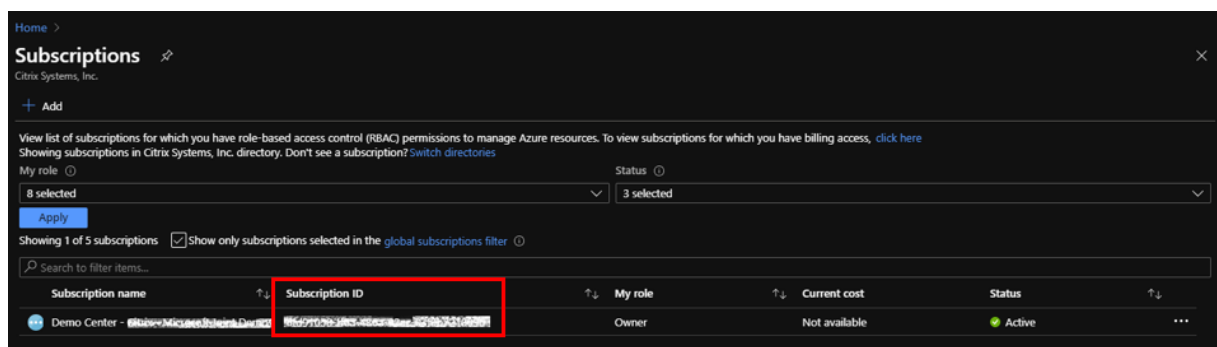 Home >
Subscriptions
Citrix Systems, Inc.
+ Add
View list of subscriptions for which you have role-based access control (RBAC) permissions to manage Azure resources. To view subscriptions for which you have billing access, click here
Showing subscriptions in Citrix Systems, Inc. directory. Don't see a subscription? Switch directories
My role Status
8 selected 3 selected
Apply
Showing 1 of 5 subscriptions Show only subscriptions selected in the global subscriptions filter
Search to filter items...
Subscription name Subscription ID My role Current cost Status
Demo Center - Owner Not available Active ...